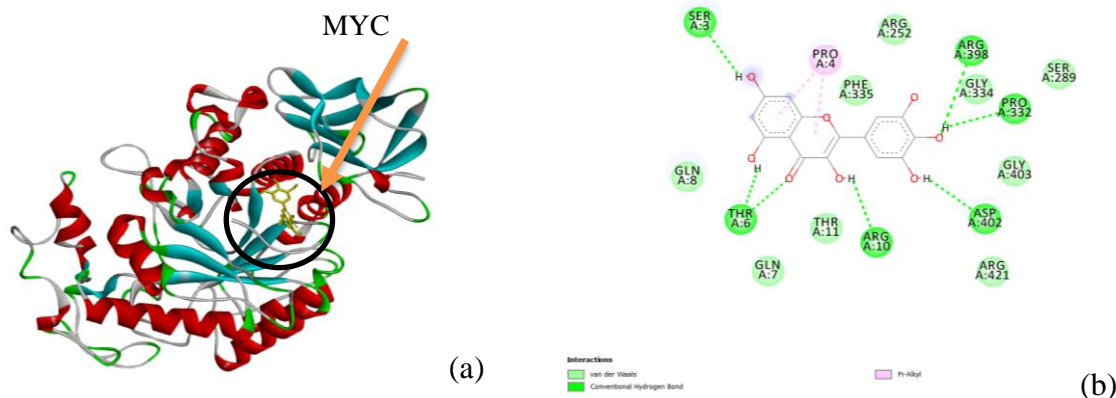 MYC
(a)
SER
A:3
PRO
A:4
ARG
A:252
PHE
A:335
ARG
A:398
GLY
A:334
SER
A:289
PRO
A:332
GLN
A:8
GLY
A:403
THR
A:6
THR
A:11
ARG
A:10
ASP
A:402
GLN
A:7
ARG
A:421
H
O
O
O
O
H
O
H
O
O
H
O
H
Interactions
van der Waals
Conventional Hydrogen Bond
Pi-Alkyl
(b)